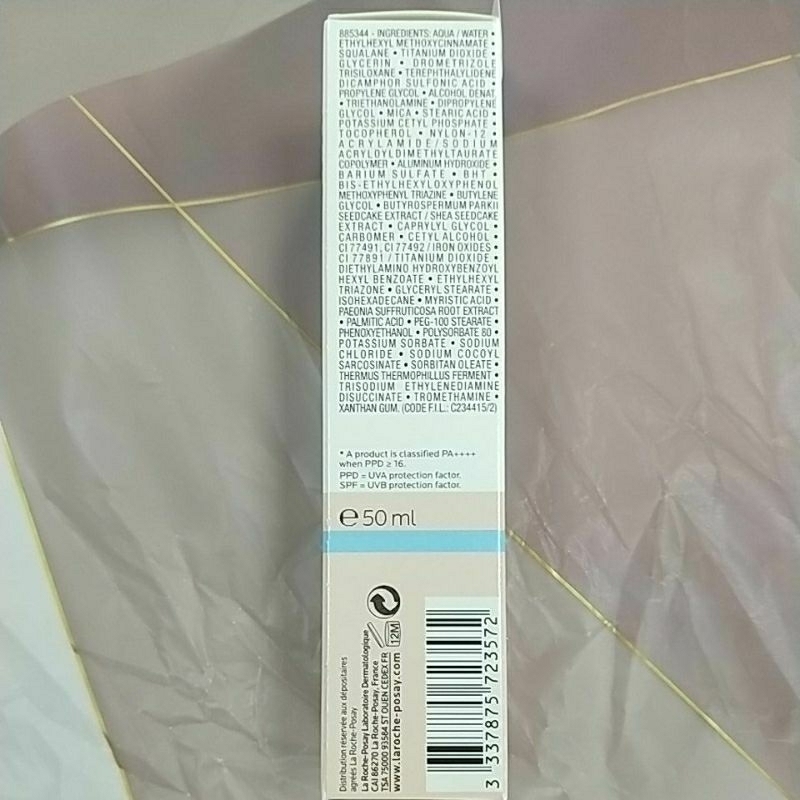 885344 - INGREDIENTS: AQUA / WATER •
ETHYLHEXYL METHOXYCINNAMATE •
SQUALANE • TITANIUM DIOXIDE •
GLYCERIN • DROMETRIZOLE
TRISILOXANE • TEREPHTHALYLIDENE
DICAMPHOR SULFONIC ACID •
PROPYLENE GLYCOL • ALCOHOL DENAT.
• TRIETHANOLAMINE • DIPROPYLENE
GLYCOL • MICA • STEARIC ACID •
POTASSIUM CETYL PHOSPHATE •
TOCOPHEROL • NYLON-12 •
ACRYLAMIDE/SODIUM
ACRYLOYLDIMETHYLTAURATE
COPOLYMER • ALUMINUM HYDROXIDE •
BARIUM SULFATE • BHT •
BIS-ETHYLHEXYLOXYPHENOL
METHOXYPHENYL TRIAZINE • BUTYLENE
GLYCOL • BUTYROSPERMUM PARKII
SEEDCAKE EXTRACT / SHEA SEEDCAKE
EXTRACT • CAPRYLYL GLYCOL •
CARBOMER • CETYL ALCOHOL •
CI 77491, CI 77492 / IRON OXIDES •
CI 77891 / TITANIUM DIOXIDE •
DIETHYLAMINO HYDROXYBENZOYL
HEXYL BENZOATE • ETHYLHEXYL
TRIAZONE • GLYCERYL STEARATE •
ISOHEXADECANE • MYRISTIC ACID •
PAEONIA SUFFRUTICOSA ROOT EXTRACT
• PALMITIC ACID • PEG-100 STEARATE •
PHENOXYETHANOL • POLYSORBATE 80 •
POTASSIUM SORBATE • SODIUM
CHLORIDE • SODIUM COCOYL
SARCOSINATE • SORBITAN OLEATE •
THERMUS THERMOPHILLUS FERMENT •
TRISODIUM ETHYLENEDIAMINE
DISUCCINATE • TROMETHAMINE •
XANTHAN GUM. (CODE F.I.L.: C234415/2)
* A product is classified PA++++
when PPD ≥ 16.
PPD = UVA protection factor.
SPF = UVB protection factor.
℮ 50 ml
12M
Distribution réservée aux dépositaires
agréés La Roche-Posay
La Roche-Posay Laboratoire Dermatologique
CAI 86270 La Roche-Posay, France
TSA 75000 93584 ST OUEN CEDEX FR
www.laroche-posay.com
3 337875 723572